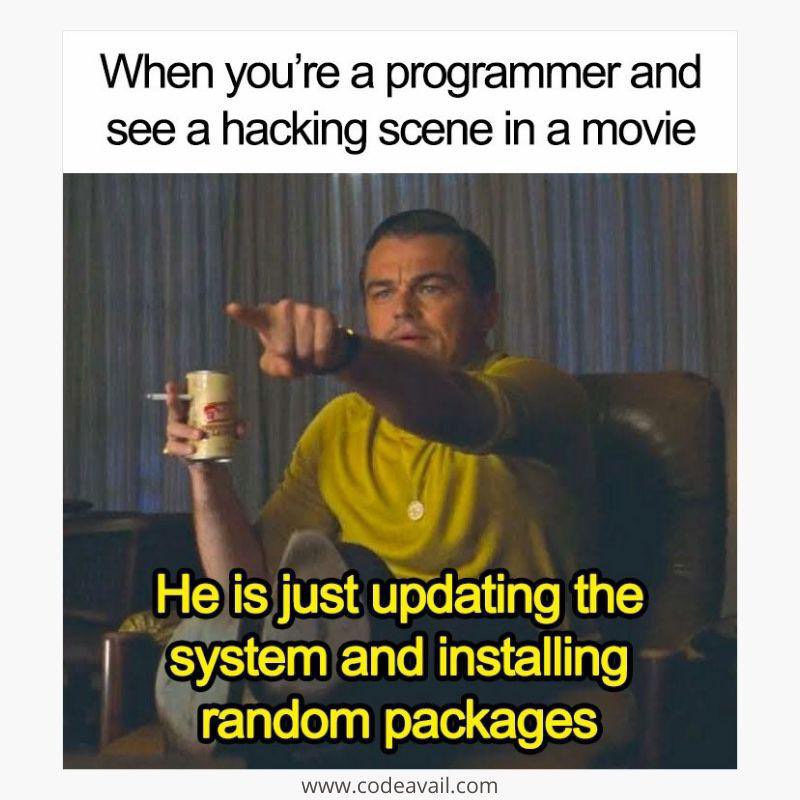 When you’re a programmer and
see a hacking scene in a movie
He is just updating the
system and installing
random packages
www.codeavail.com